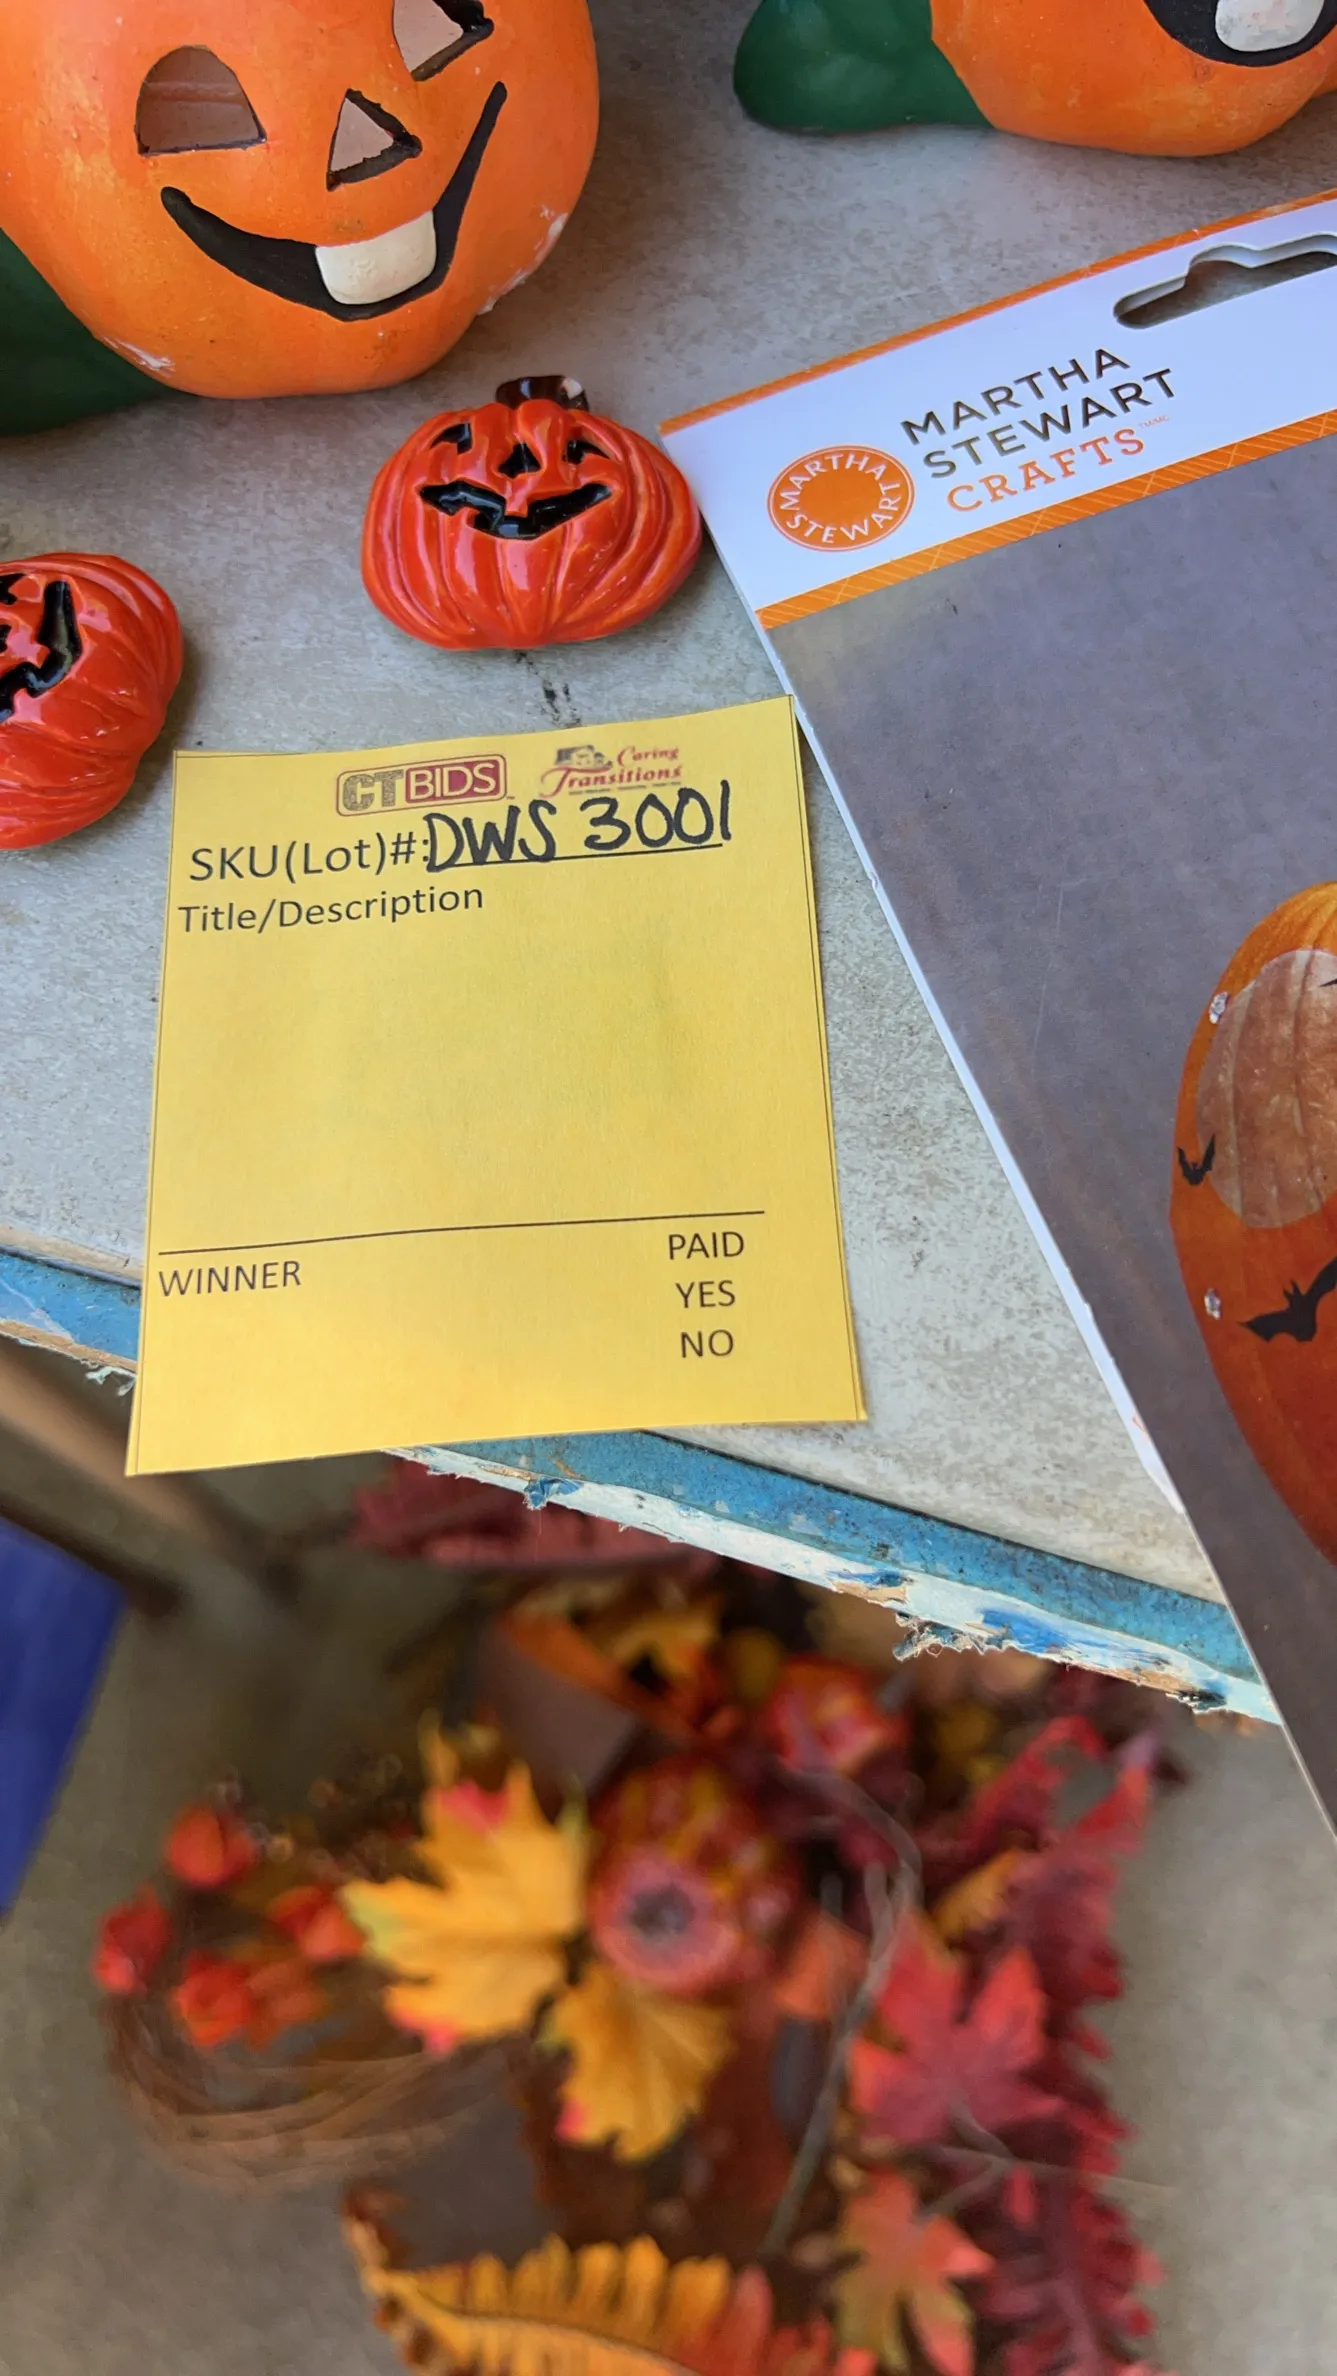 MARTHA
STEWART
CRAFTS
MARTHA STEWART
CTBIDS
Caring
Transitions
SKU(Lot)#: DWS 3001
Title/Description
WINNER
PAID
YES
NO